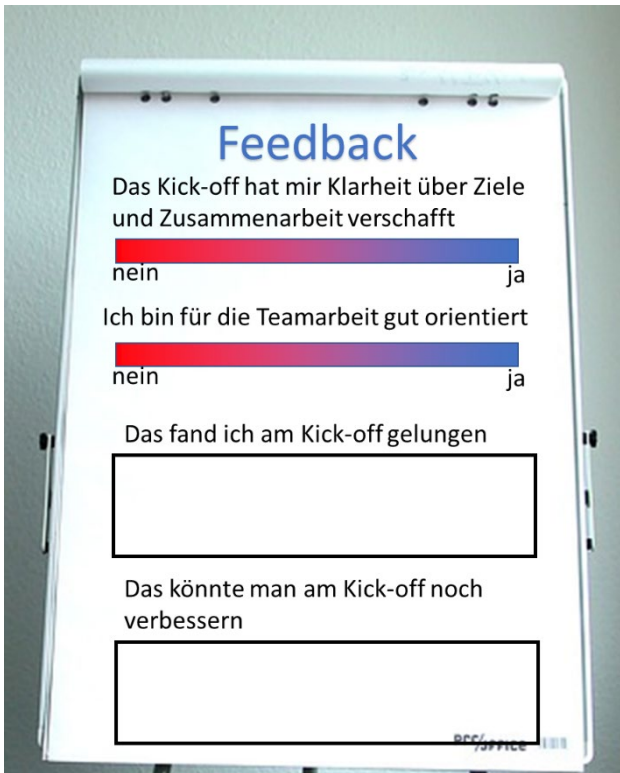 Feedback
Das Kick-off hat mir Klarheit über Ziele
und Zusammenarbeit verschafft
nein ja
Ich bin für die Teamarbeit gut orientiert
nein ja
Das fand ich am Kick-off gelungen
Das könnte man am Kick-off noch
verbessern